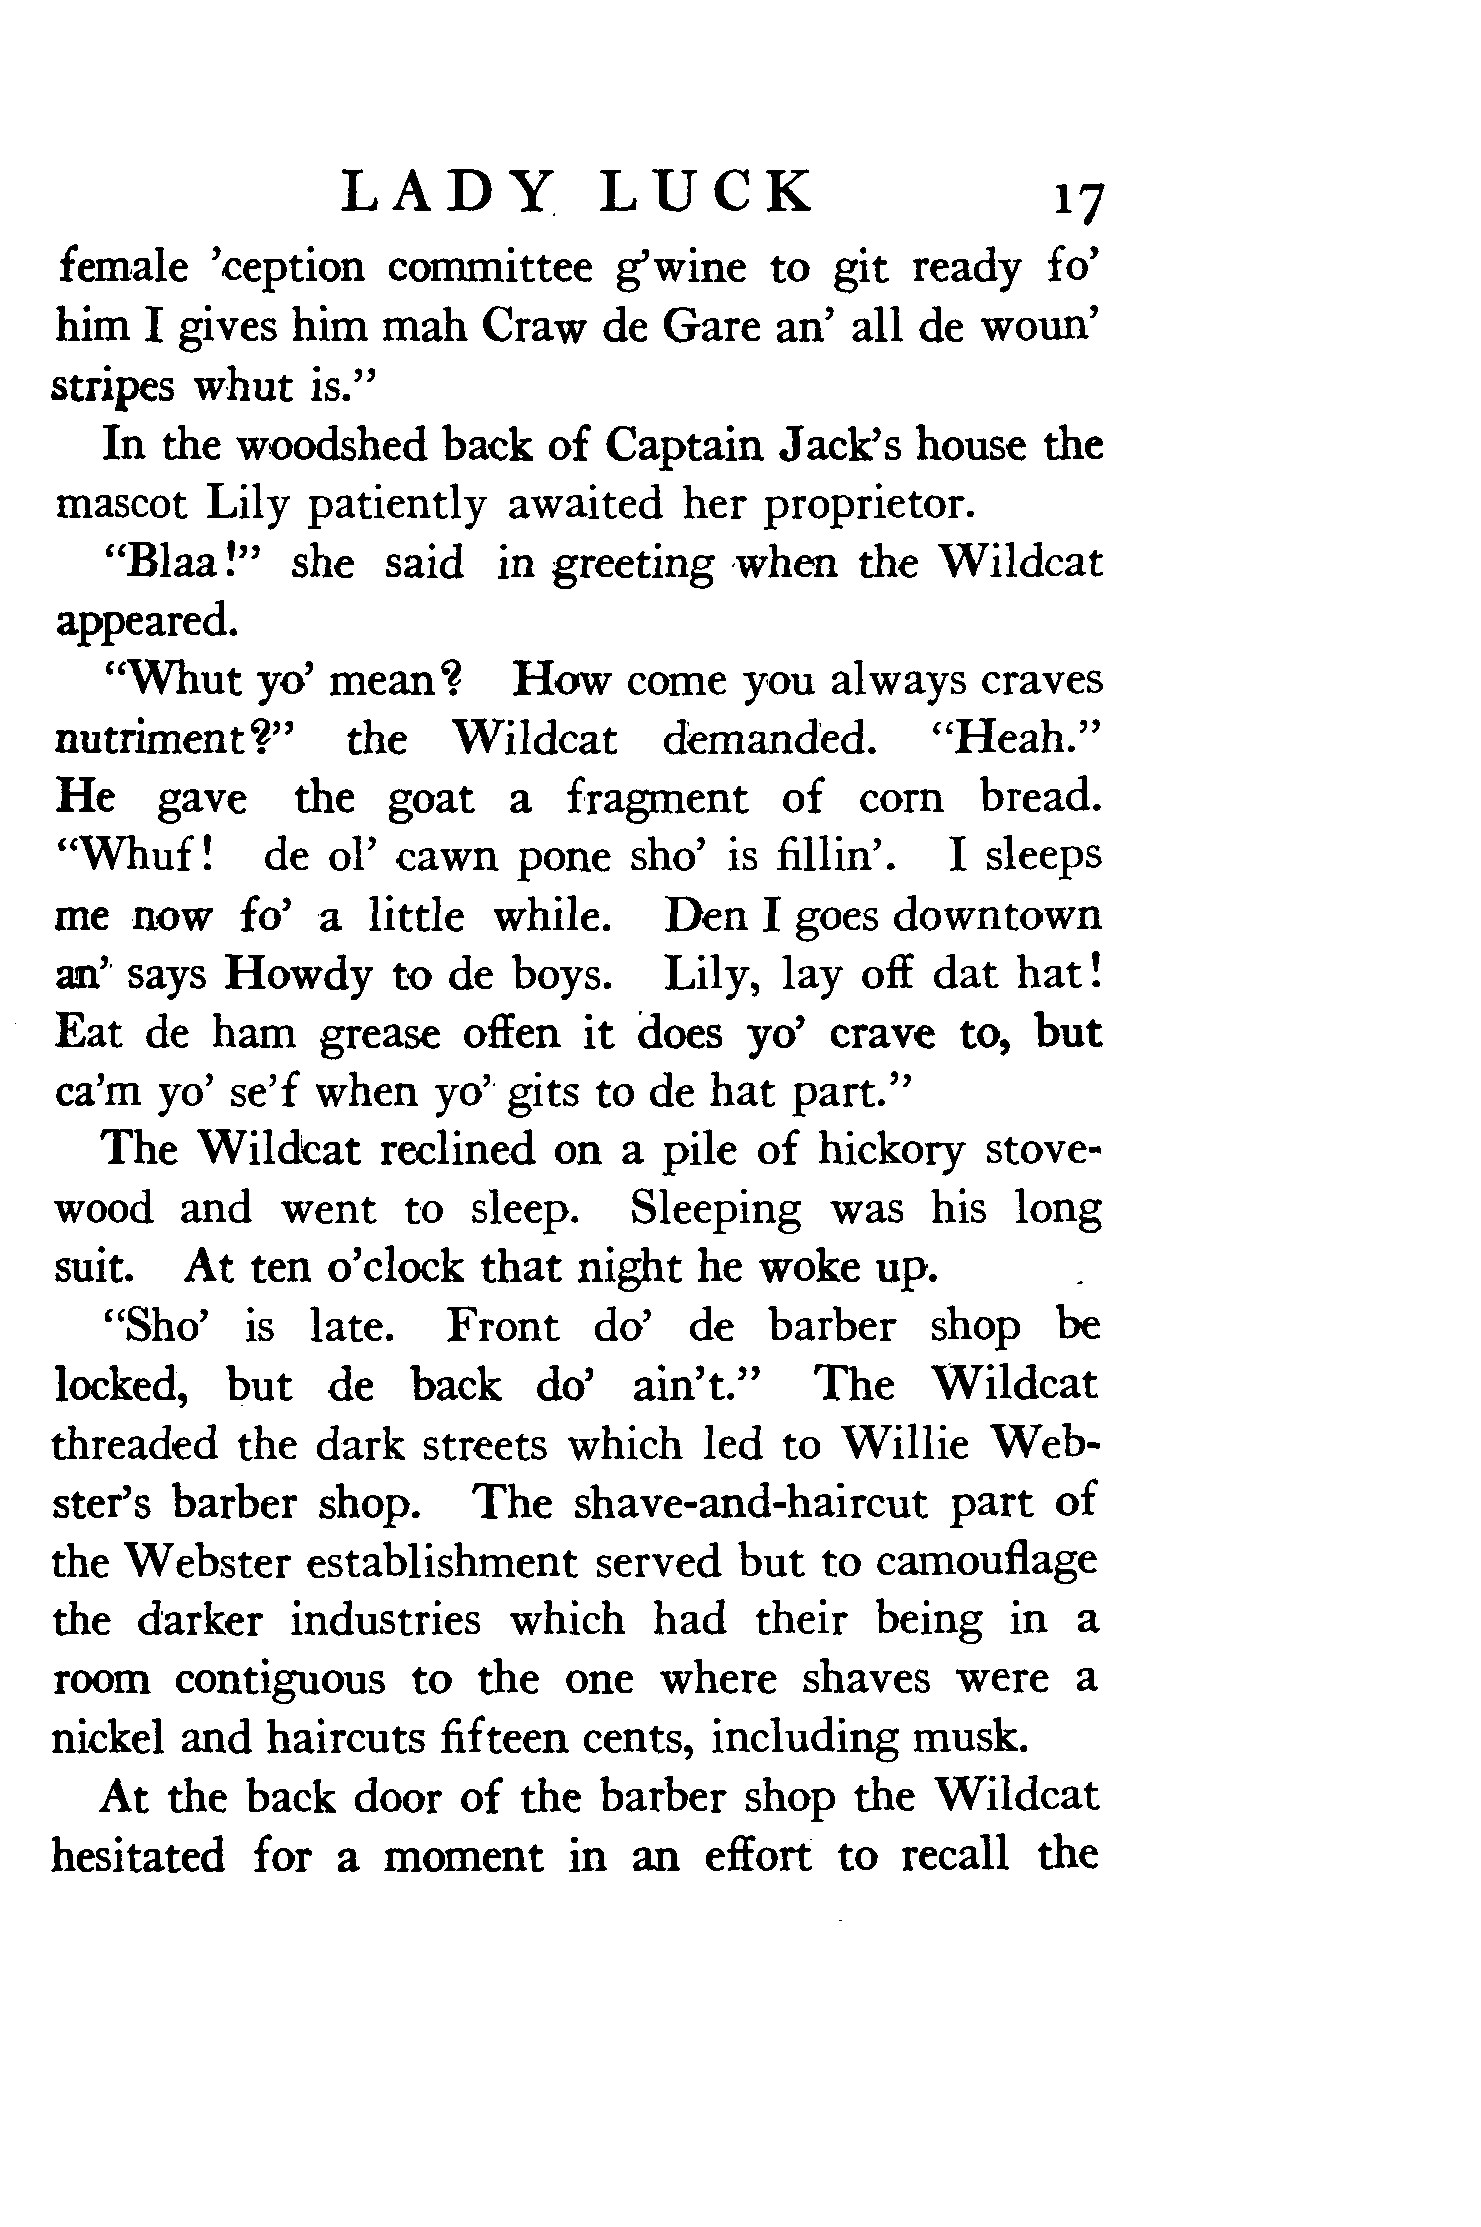 LADY LUCK 17
female ’ception committee g’wine to git ready fo’
him I gives him mah Craw de Gare an’ all de woun’
stripes whut is.”
In the woodshed back of Captain Jack’s house the
mascot Lily patiently awaited her proprietor.
“Blaa!” she said in greeting when the Wildcat
appeared.
“Whut yo’ mean? How come you always craves
nutriment?” the Wildcat demanded. “Heah.”
He gave the goat a fragment of corn bread.
“Whuf! de ol’ cawn pone sho’ is fillin’. I sleeps
me now fo’ a little while. Den I goes downtown
an’ says Howdy to de boys. Lily, lay off dat hat!
Eat de ham grease offen it does yo’ crave to, but
ca’m yo’ se’f when yo’ gits to de hat part.”
The Wildcat reclined on a pile of hickory stove-
wood and went to sleep. Sleeping was his long
suit. At ten o’clock that night he woke up.
“Sho’ is late. Front do’ de barber shop be
locked, but de back do’ ain’t.” The Wildcat
threaded the dark streets which led to Willie Web-
ster’s barber shop. The shave-and-haircut part of
the Webster establishment served but to camouflage
the darker industries which had their being in a
room contiguous to the one where shaves were a
nickel and haircuts fifteen cents, including musk.
At the back door of the barber shop the Wildcat
hesitated for a moment in an effort to recall the